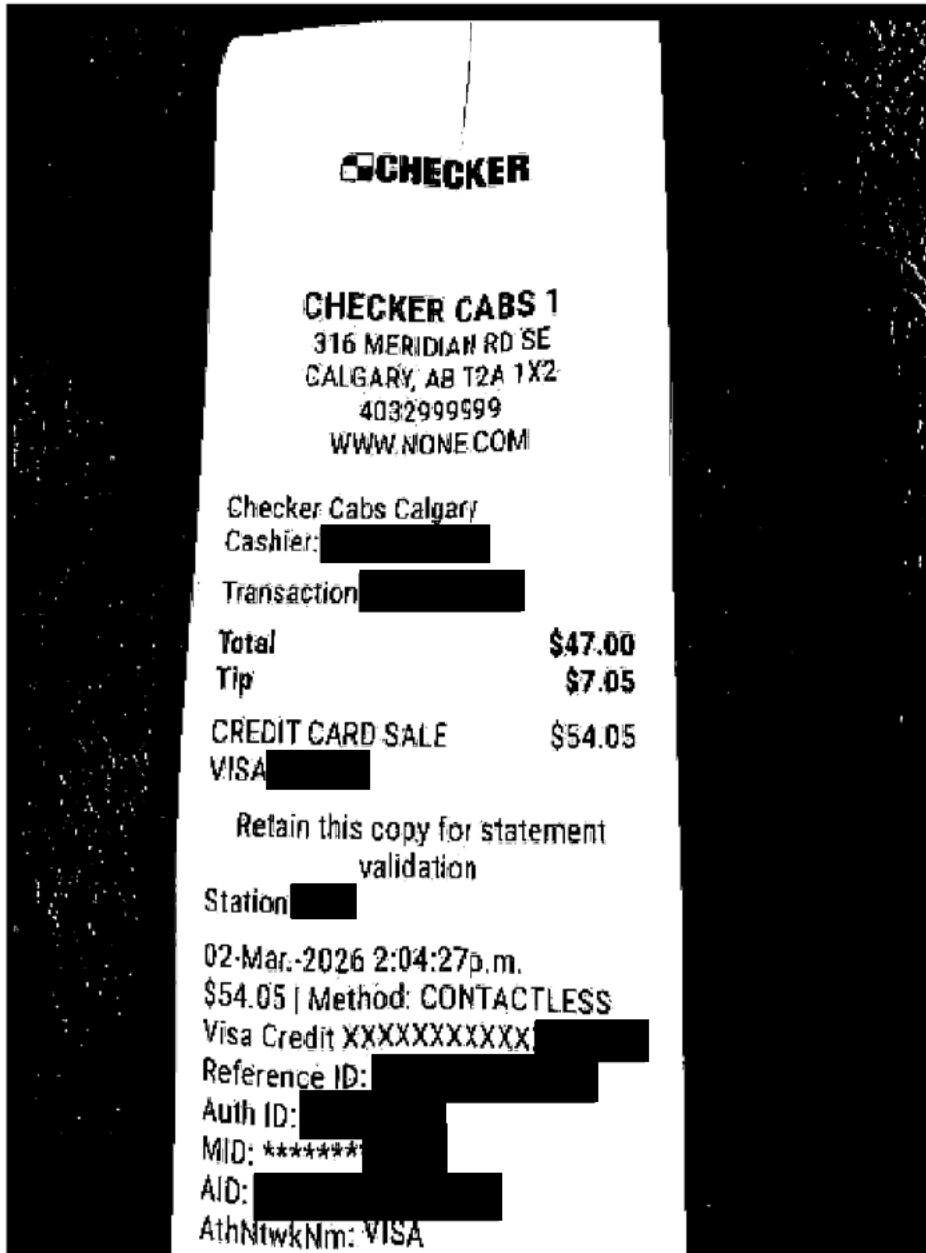 CHECKER
CHECKER CABS 1
316 MERIDIAN RD SE
CALGARY, AB T2A 1X2
4032999999
WWW.NONE.COM
Checker Cabs Calgary
Cashier:
Transaction
Total $47.00
Tip $7.05
CREDIT CARD SALE $54.05
VISA
Retain this copy for statement
validation
Station
02-Mar.-2026 2:04:27p.m.
$54.05 | Method: CONTACTLESS
Visa Credit XXXXXXXXXXXX
Reference ID:
Auth ID:
MID: ********
AID:
AthNtwkNm: VISA